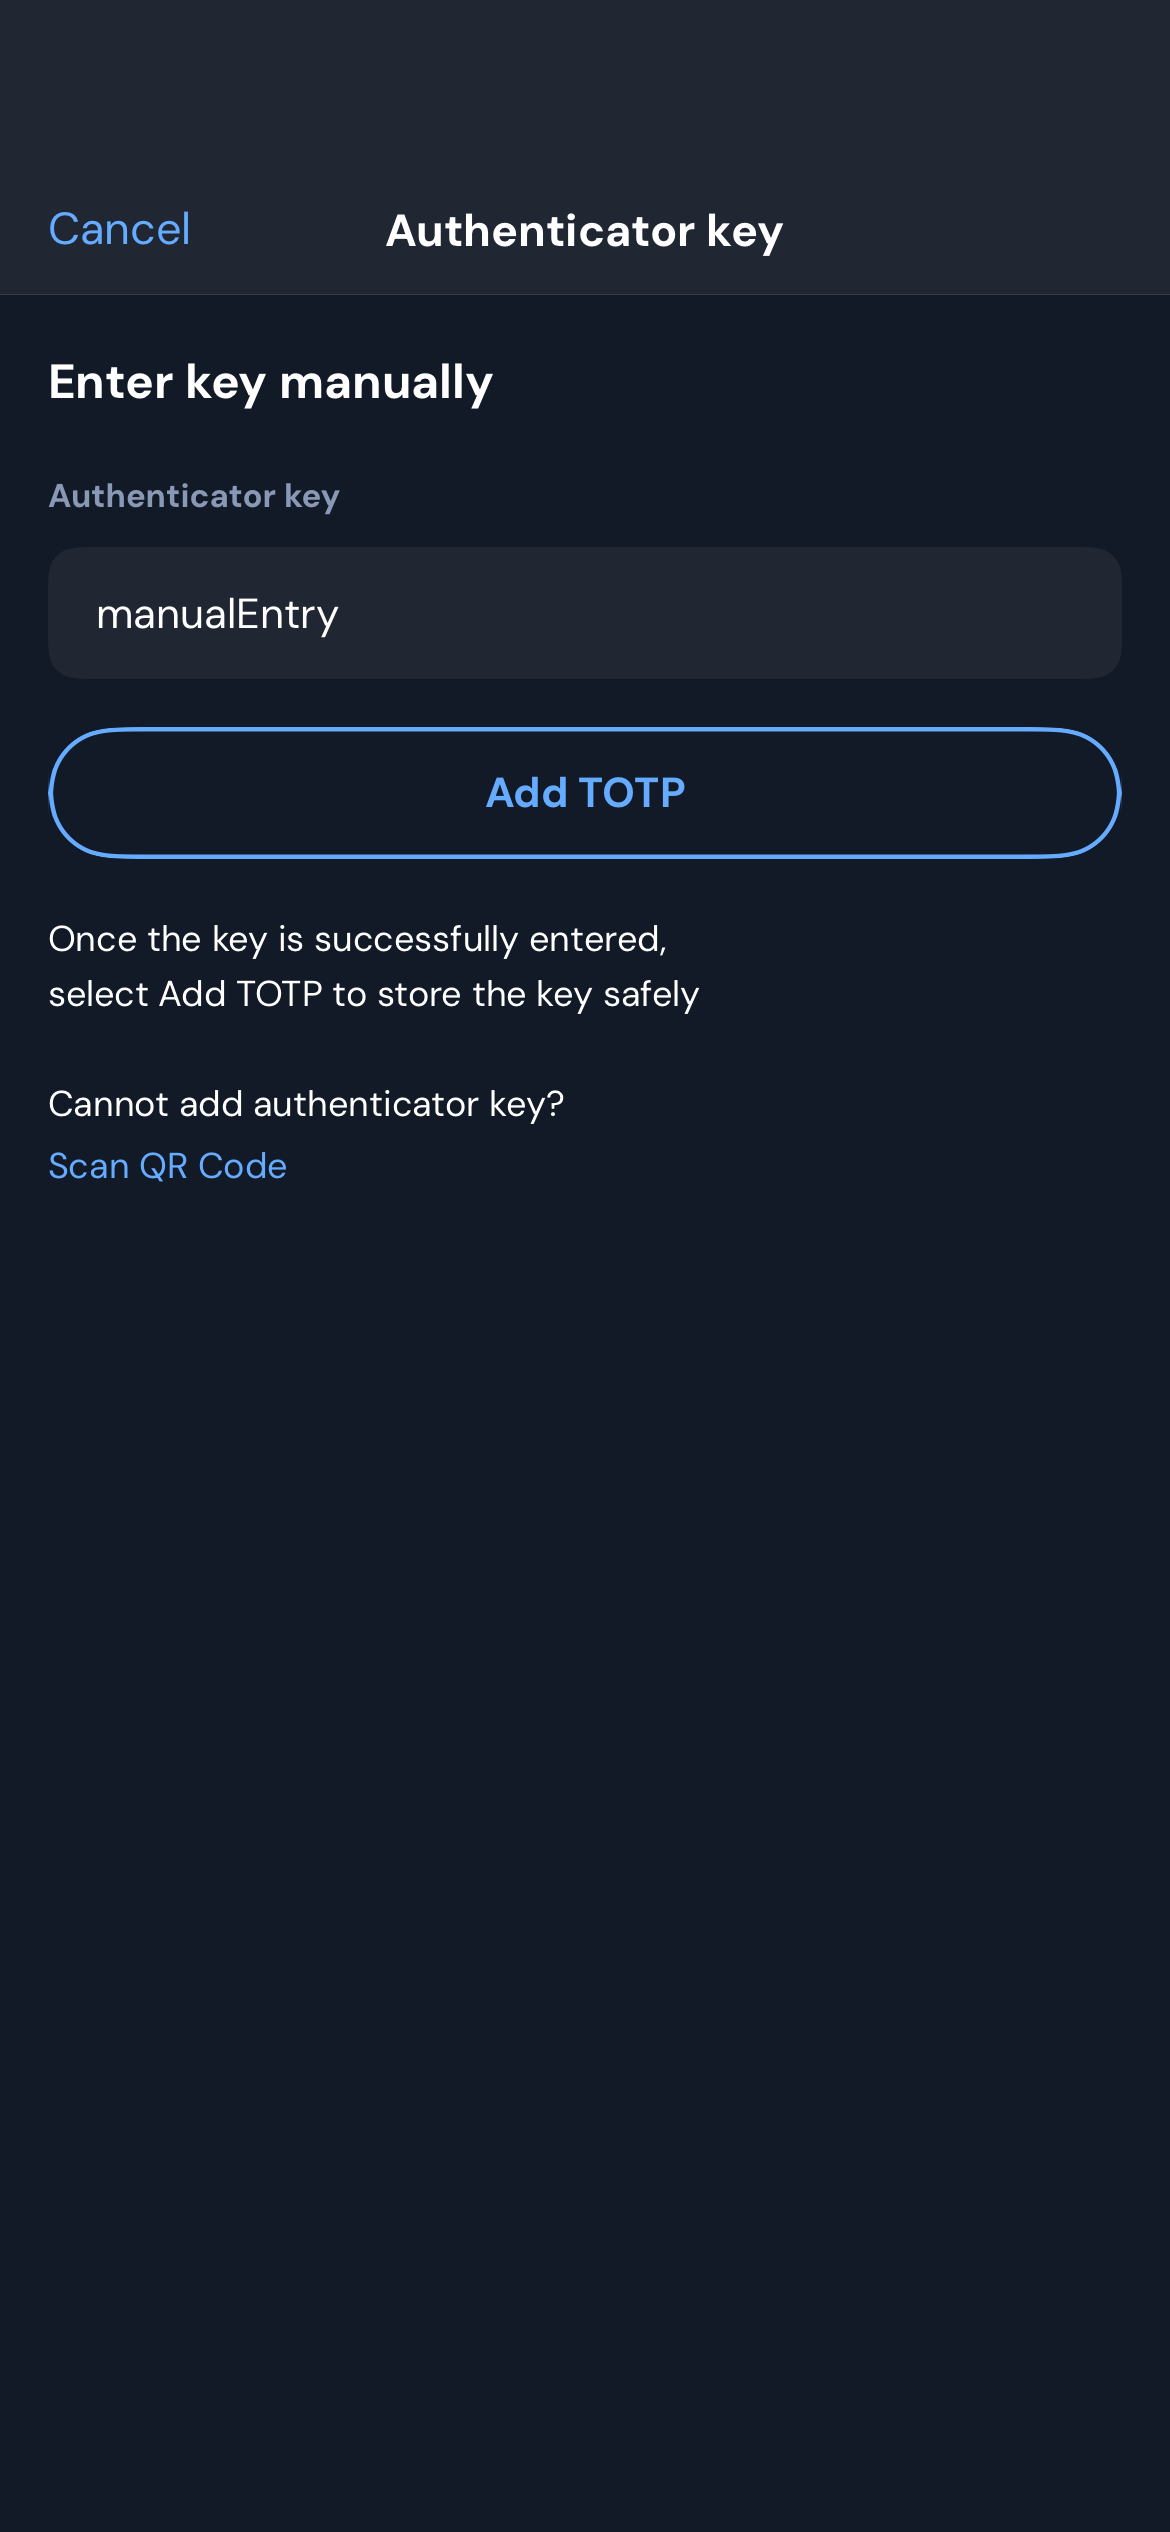 Cancel
Authenticator key
Enter key manually
Authenticator key
manualEntry
Add TOTP
Once the key is successfully entered,
select Add TOTP to store the key safely
Cannot add authenticator key?
Scan QR Code